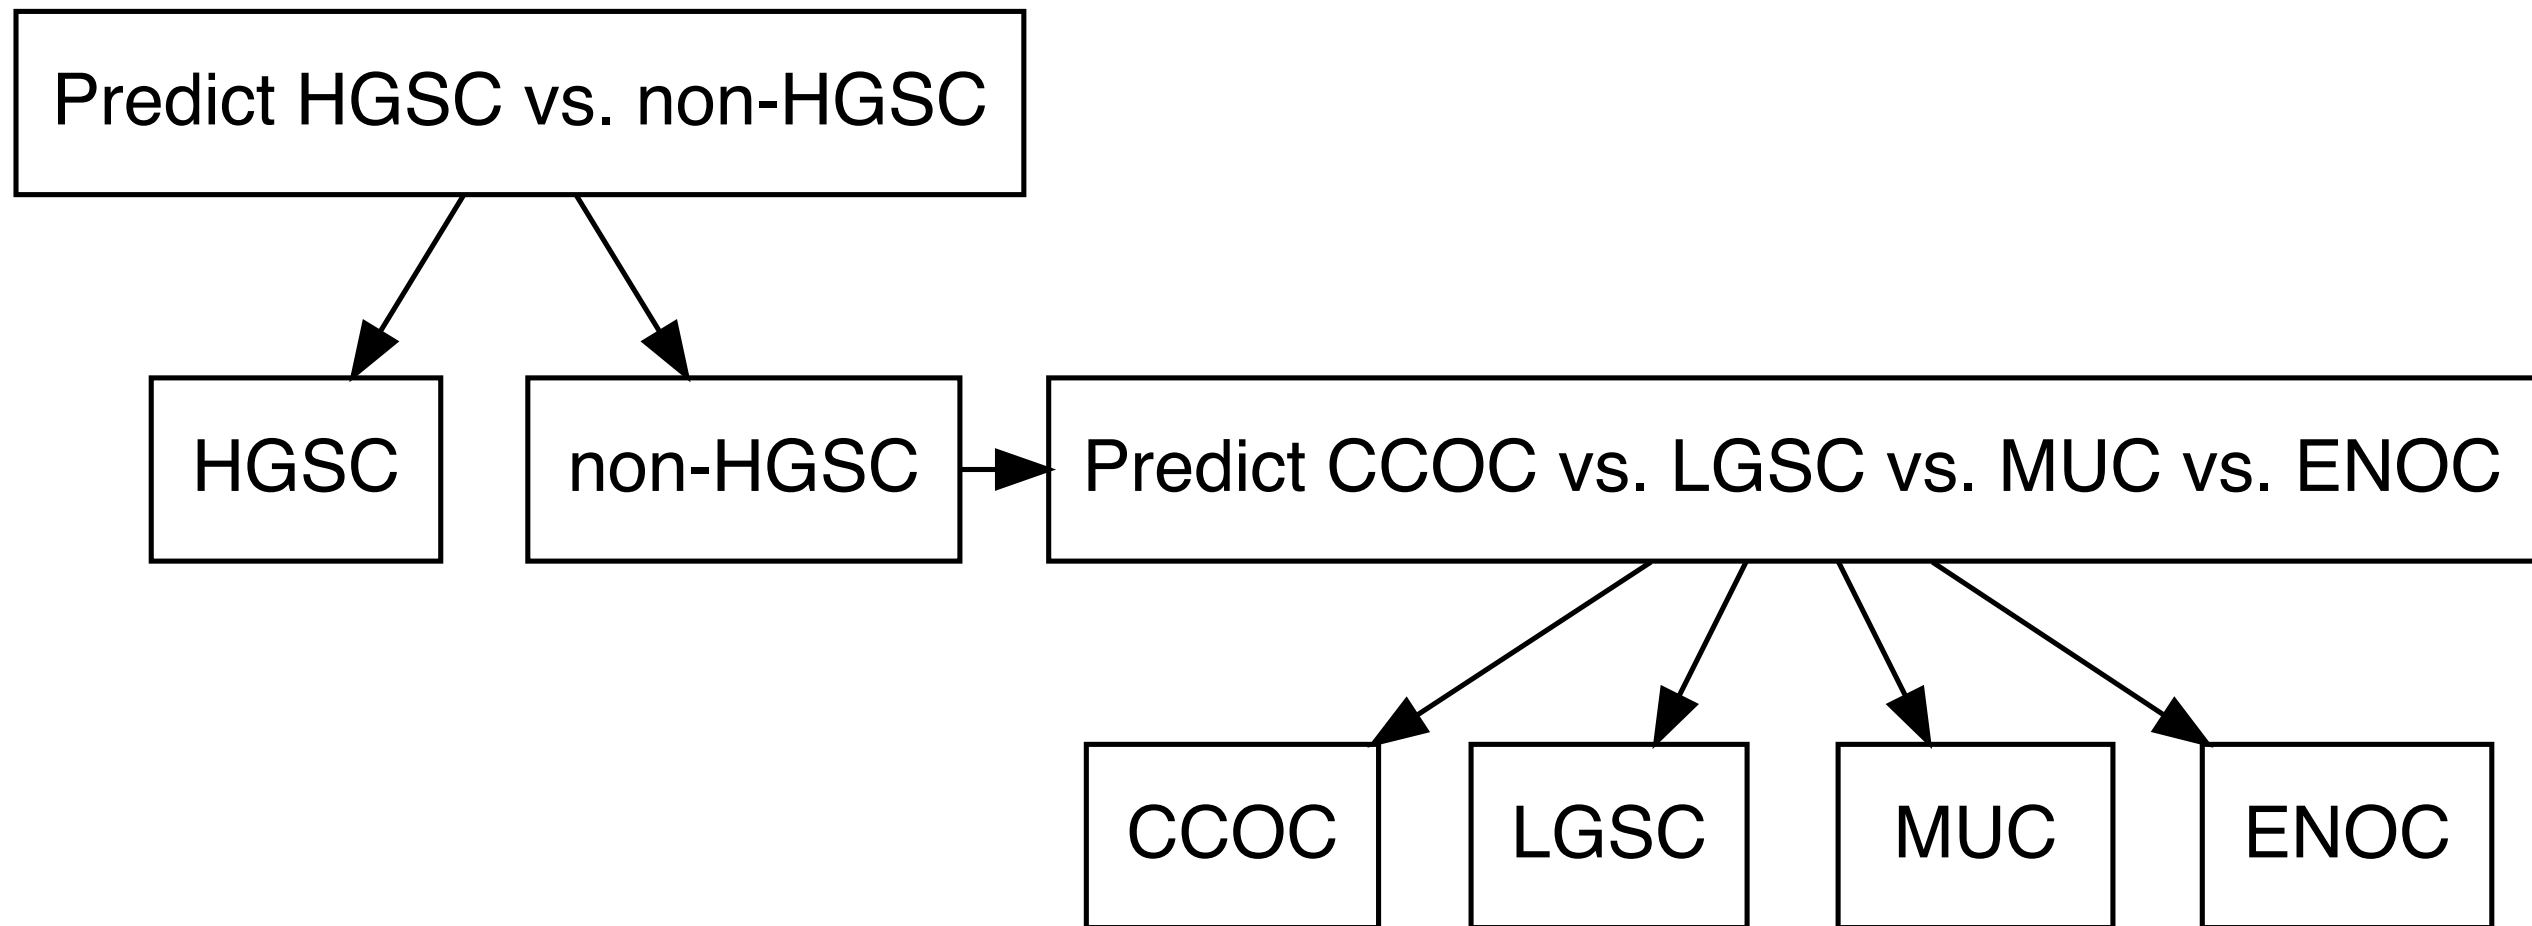 Predict HGSC vs. non-HGSC
HGSC
non-HGSC
Predict CCOC vs. LGSC vs. MUC vs. ENOC
CCOC
LGSC
MUC
ENOC